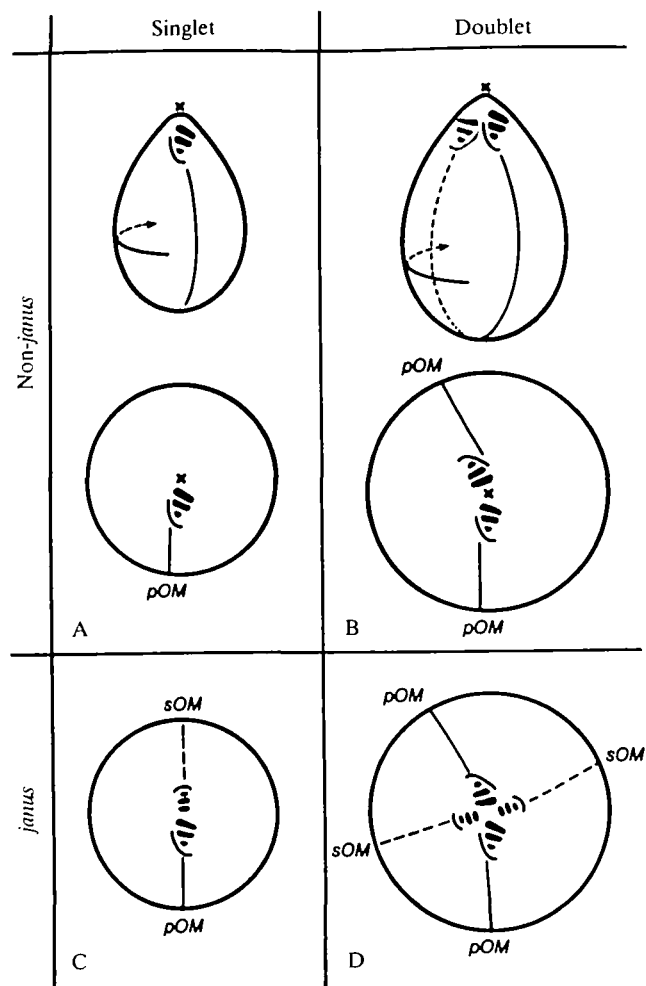 Singlet
Doublet
Non-janus
x
x
x
pOM
A
pOM
x
pOM
B
janus
sOM
pOM
C
pOM
sOM
sOM
pOM
D